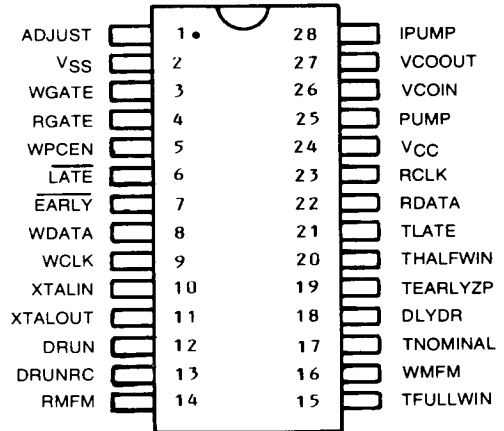 ADJUST 1 28 IPUMP
VSS 2 27 VCOOUT
WGATE 3 26 VCOIN
RGATE 4 25 PUMP
WPCEN 5 24 VCC
LATE 6 23 RCLK
EARLY 7 22 RDATA
WDATA 8 21 TLATE
WCLK 9 20 THALFWIN
XTALIN 10 19 TEARLYZP
XTALOUT 11 18 DLYDR
DRUN 12 17 TNOMINAL
DRUNRC 13 16 WMFM
RMFM 14 15 TFULLWIN